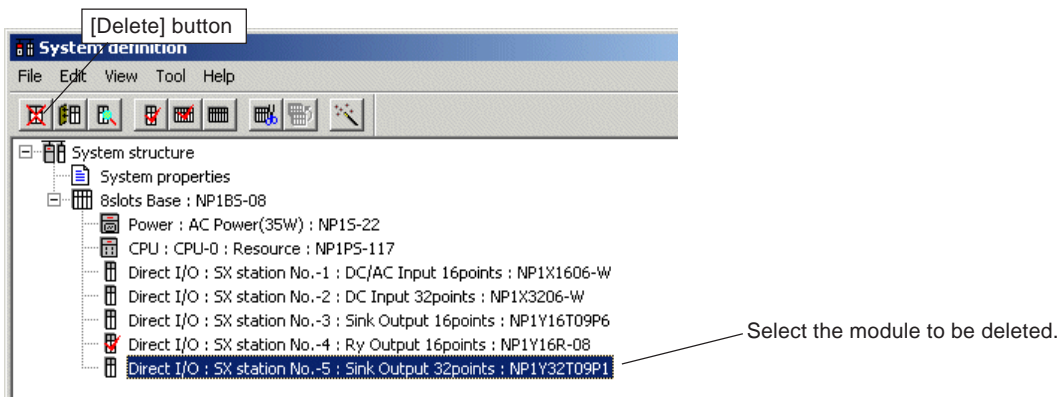 [Delete] button
System definition
File Edit View Tool Help
System structure
System properties
8slots Base : NP1BS-08
Power : AC Power(35W) : NP1S-22
CPU : CPU-0 : Resource : NP1PS-117
Direct I/O : SX station No.-1 : DC/AC Input 16points : NP1X1606-W
Direct I/O : SX station No.-2 : DC Input 32points : NP1X3206-W
Direct I/O : SX station No.-3 : Sink Output 16points : NP1Y16T09P6
Direct I/O : SX station No.-4 : Ry Output 16points : NP1Y16R-08
Select the module to be deleted.
Direct I/O : SX station No.-5 : Sink Output 32points : NP1Y32T09P1